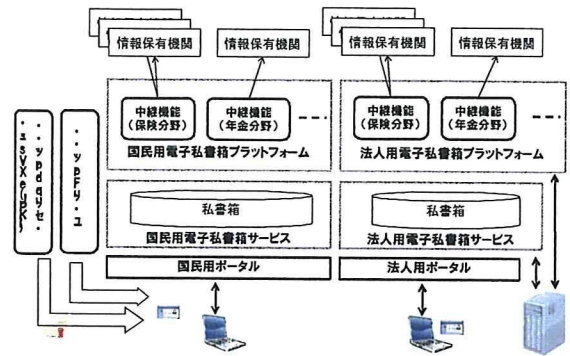 情報保有機関
情報保有機関
情報保有機関
情報保有機関
中継機能
(保険分野)
中継機能
(年金分野)
国民用電子私書箱プラットフォーム
中継機能
(保険分野)
中継機能
(年金分野)
法人用電子私書箱プラットフォーム
私書箱
国民用電子私書箱サービス
私書箱
法人用電子私書箱サービス
国民用ポータル
法人用ポータル